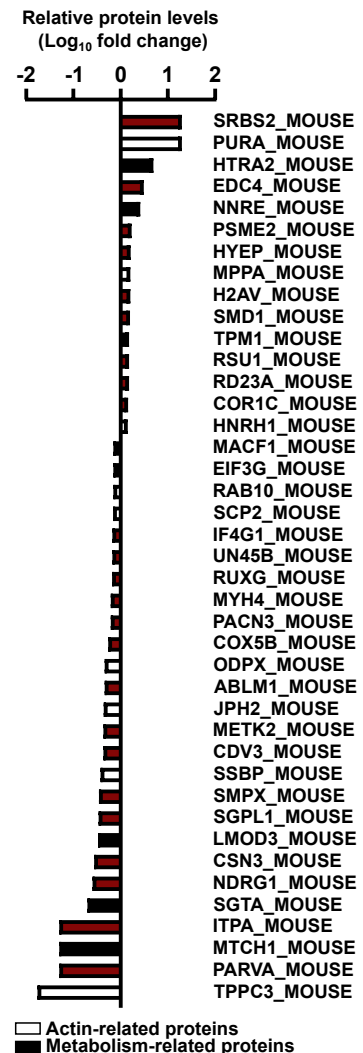 Relative protein levels
(Log₁₀ fold change)
-2 -1 0 1 2
SRBS2_MOUSE
PURA_MOUSE
HTRA2_MOUSE
EDC4_MOUSE
NNRE_MOUSE
PSME2_MOUSE
HYEP_MOUSE
MPPA_MOUSE
H2AV_MOUSE
SMD1_MOUSE
TPM1_MOUSE
RSU1_MOUSE
RD23A_MOUSE
COR1C_MOUSE
HNRH1_MOUSE
MACF1_MOUSE
EIF3G_MOUSE
RAB10_MOUSE
SCP2_MOUSE
IF4G1_MOUSE
UN45B_MOUSE
RUXG_MOUSE
MYH4_MOUSE
PACN3_MOUSE
COX5B_MOUSE
ODPX_MOUSE
ABLM1_MOUSE
JPH2_MOUSE
METK2_MOUSE
CDV3_MOUSE
SSBP_MOUSE
SMPX_MOUSE
SGPL1_MOUSE
LMOD3_MOUSE
CSN3_MOUSE
NDRG1_MOUSE
SGTA_MOUSE
ITPA_MOUSE
MTCH1_MOUSE
PARVA_MOUSE
TPPC3_MOUSE
Actin-related proteins
Metabolism-related proteins